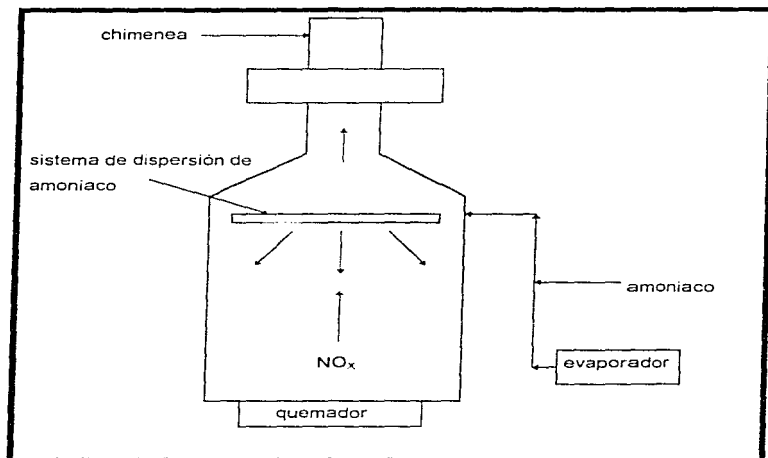 chimenea
sistema de dispersión de
amoniaco
amoniaco
evaporador
NOx
quemador